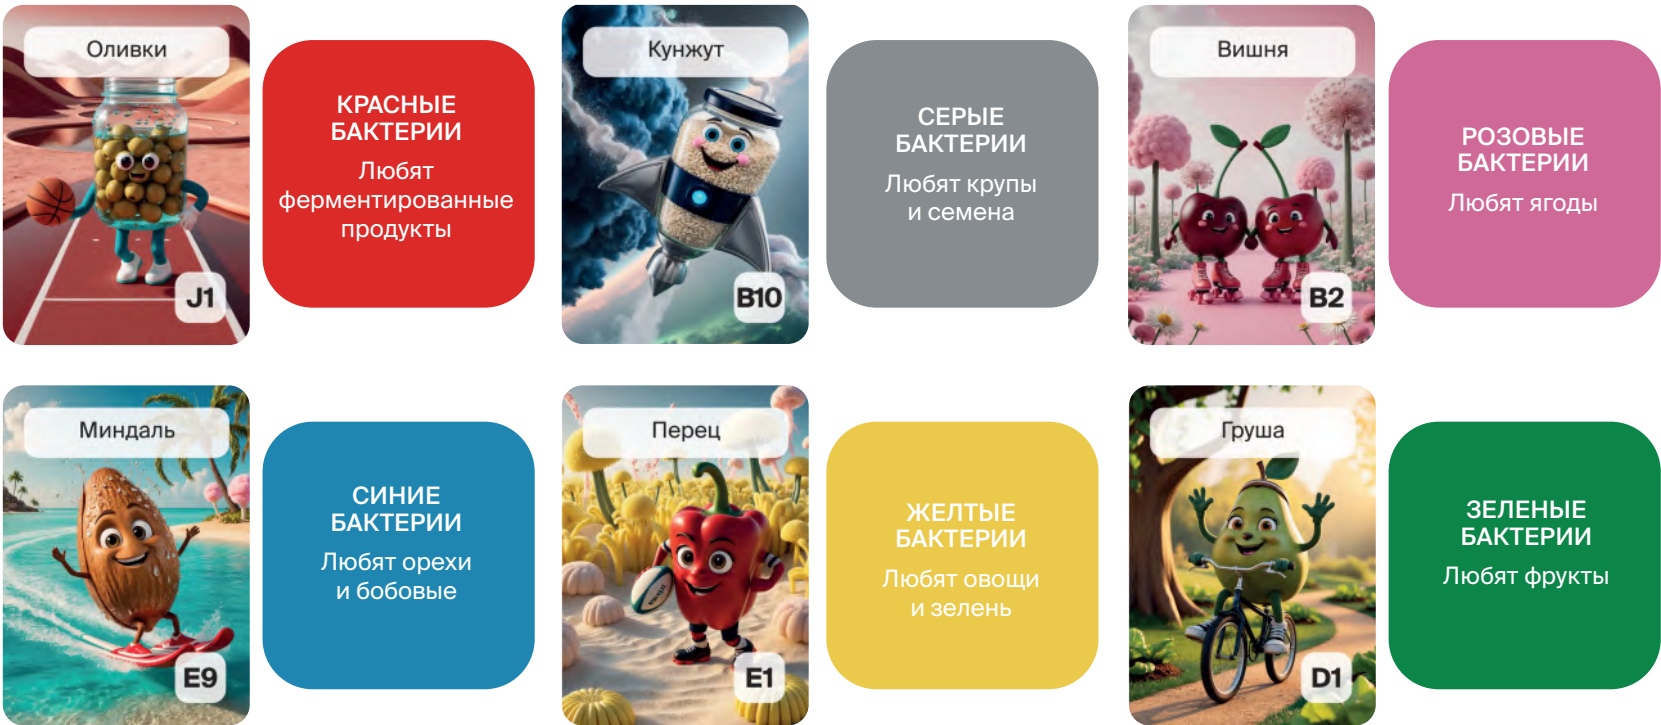 Оливки
J1
КРАСНЫЕ
БАКТЕРИИ
Любят
ферментированные
продукты
Кунжут
B10
СЕРЫЕ
БАКТЕРИИ
Любят крупы
и семена
Вишня
B2
РОЗОВЫЕ
БАКТЕРИИ
Любят ягоды
Миндаль
E9
СИНИЕ
БАКТЕРИИ
Любят орехи
и бобовые
Перец
E1
ЖЕЛТЫЕ
БАКТЕРИИ
Любят овощи
и зелень
Груша
D1
ЗЕЛЕНЫЕ
БАКТЕРИИ
Любят фрукты